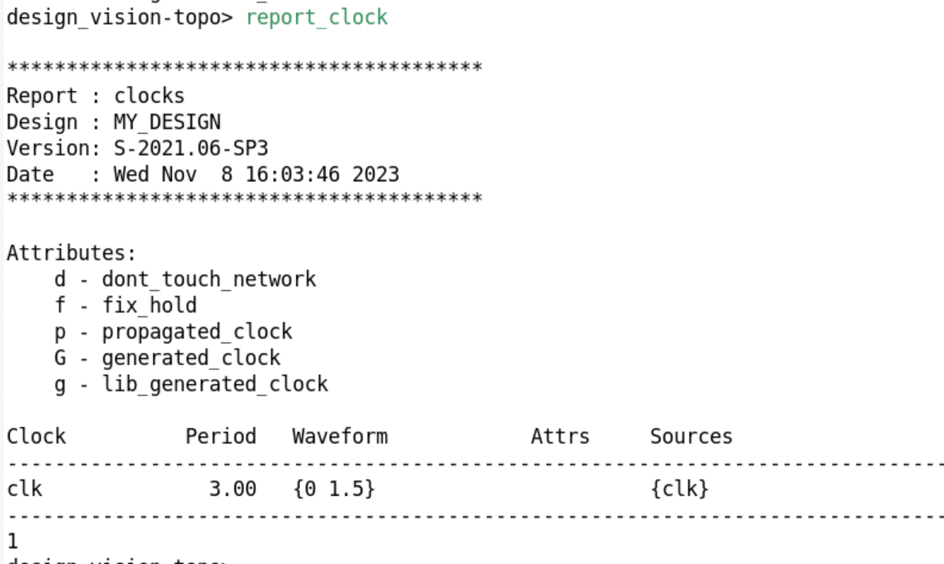 design_vision-topo> report_clock
****************************************
Report : clocks
Design : MY_DESIGN
Version: S-2021.06-SP3
Date   : Wed Nov  8 16:03:46 2023
****************************************
Attributes:
    d - dont_touch_network
    f - fix_hold
    p - propagated_clock
    G - generated_clock
    g - lib_generated_clock
Clock          Period   Waveform            Attrs     Sources
--------------------------------------------------------------------------------
clk              3.00   {0 1.5}                       {clk}
--------------------------------------------------------------------------------
1